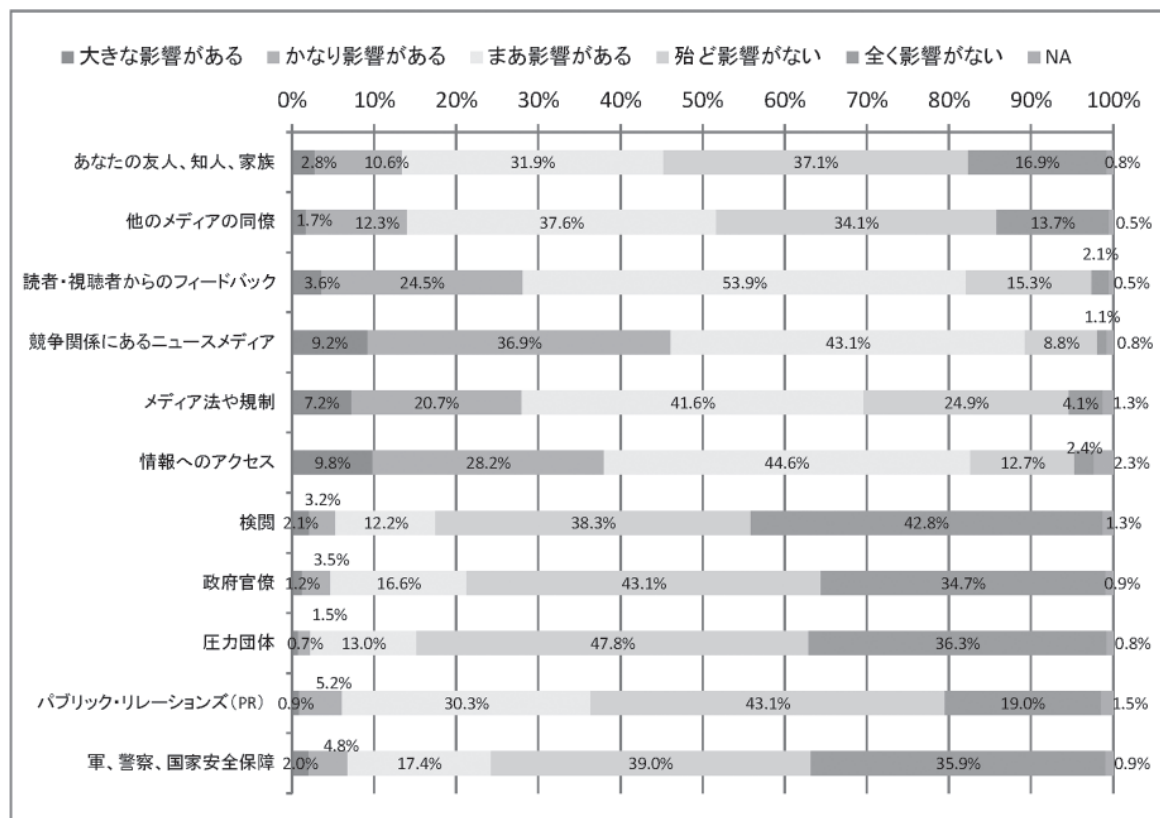 大きな影響がある かなり影響がある まあ影響がある 殆ど影響がない 全く影響がない NA
0% 10% 20% 30% 40% 50% 60% 70% 80% 90% 100%
あなたの友人、知人、家族 2.8% 10.6% 31.9% 37.1% 16.9% 0.8%
他のメディアの同僚 1.7% 12.3% 37.6% 34.1% 13.7% 0.5%
2.1%
読者・視聴者からのフィードバック 3.6% 24.5% 53.9% 15.3% 0.5%
1.1%
競争関係にあるニュースメディア 9.2% 36.9% 43.1% 8.8% 0.8%
メディア法や規制 7.2% 20.7% 41.6% 24.9% 4.1% 1.3%
2.4%
情報へのアクセス 9.8% 28.2% 44.6% 12.7% 2.3%
3.2%
検閲 2.1% 12.2% 38.3% 42.8% 1.3%
3.5%
政府官僚 1.2% 16.6% 43.1% 34.7% 0.9%
1.5%
圧力団体 0.7% 13.0% 47.8% 36.3% 0.8%
5.2%
パブリック・リレーションズ(PR) 0.9% 30.3% 43.1% 19.0% 1.5%
4.8%
軍、警察、国家安全保障 2.0% 17.4% 39.0% 35.9% 0.9%